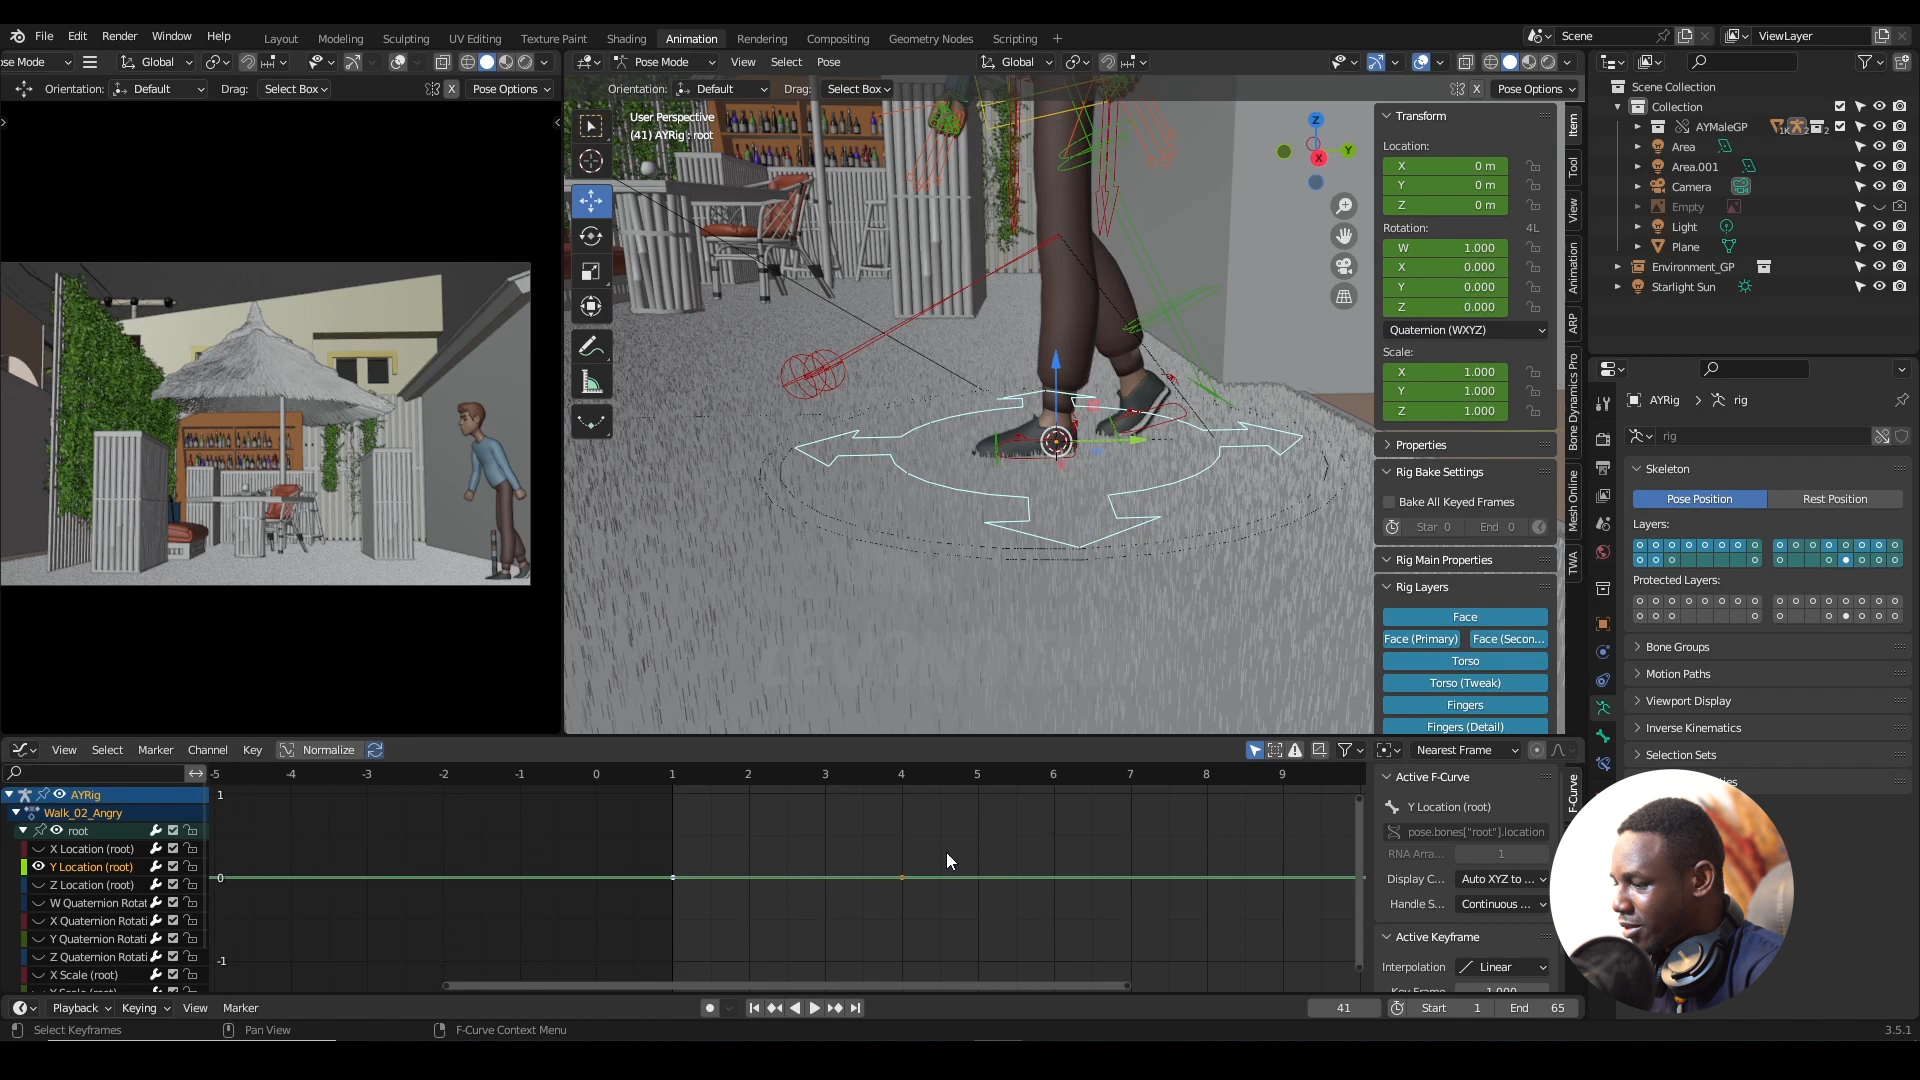 File Edit Render Window Help Layout Modeling Sculpting UV Editing Texture Paint Shading Animation Rendering Compositing Geometry Nodes Scripting + Scene ViewLayer
ose Mode Global Pose Mode View Select Pose Global
Orientation: Default Drag: Select Box X Pose Options Orientation: Default Drag: Select Box X Pose Options
User Perspective
(41) AYRig : root
Z
Y
X
Transform
Location:
X 0 m
Y 0 m
Z 0 m
Rotation: 4L
W 1.000
X 0.000
Y 0.000
Z 0.000
Quaternion (WXYZ)
Scale:
X 1.000
Y 1.000
Z 1.000
Properties
Rig Bake Settings
Bake All Keyed Frames
Star 0 End 0
Rig Main Properties
Rig Layers
Face
Face (Primary) Face (Secon...
Torso
Torso (Tweak)
Fingers
Fingers (Detail)
Item
Tool
View
Animation
ARP
Bone Dynamics Pro
Mesh Online
TWA
Scene Collection
Collection
AYMaleGP 2
Area
Area.001
Camera
Empty
Light
Plane
Environment_GP
Starlight Sun
AYRig > rig
rig
Skeleton
Pose Position Rest Position
Layers:
Protected Layers:
Bone Groups
Motion Paths
Viewport Display
Inverse Kinematics
Selection Sets
View Select Marker Channel Key Normalize Nearest Frame
-5 -4 -3 -2 -1 0 1 2 3 4 5 6 7 8 9
1
0
-1
AYRig
Walk_02_Angry
root
X Location (root)
Y Location (root)
Z Location (root)
W Quaternion Rotat
X Quaternion Rotati
Y Quaternion Rotati
Z Quaternion Rotati
X Scale (root)
Y Scale (root)
Active F-Curve
Y Location (root)
pose.bones["root"].location
RNA Arra... 1
Display C... Auto XYZ to ...
Handle S... Continuous ...
Active Keyframe
Interpolation Linear
Key Frame 1.000
F-Curve
Playback Keying View Marker 41 Start 1 End 65
Select Keyframes Pan View F-Curve Context Menu 3.5.1